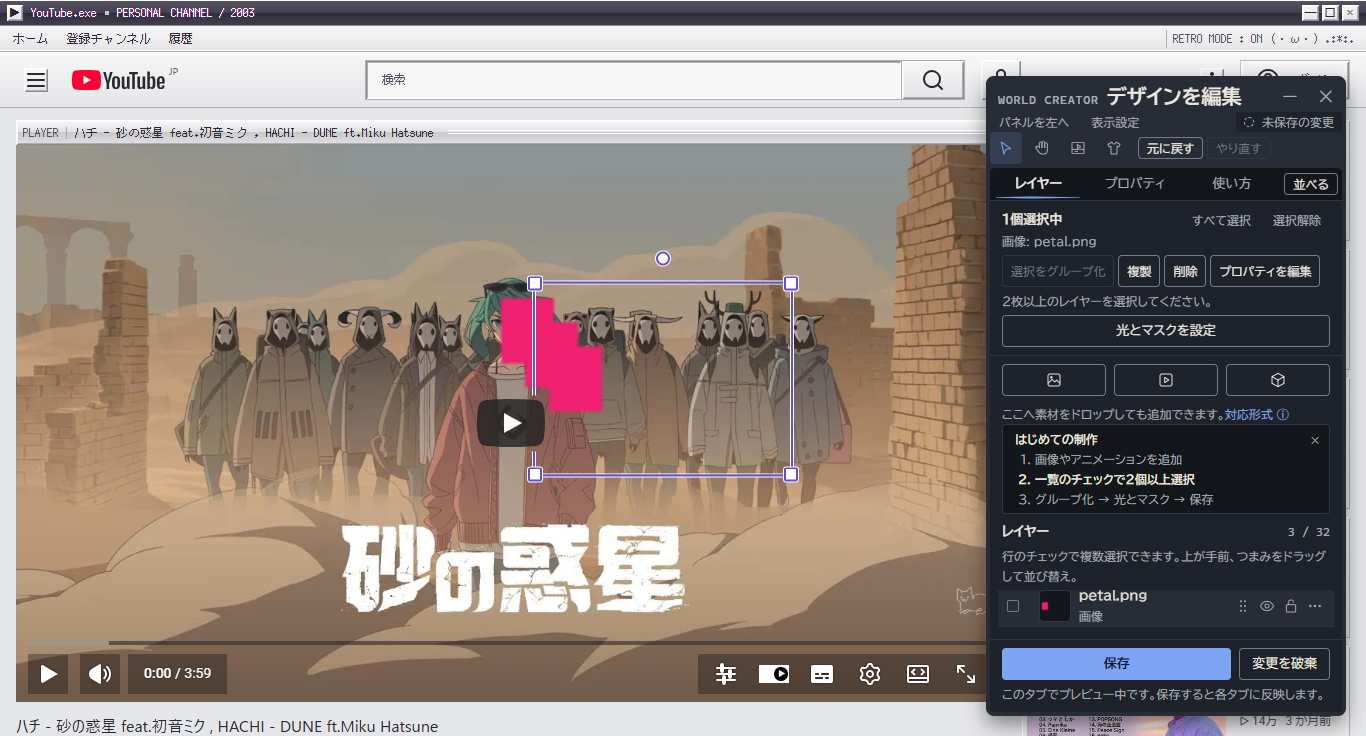 YouTube.exe ▪ PERSONAL CHANNEL / 2003
ホーム 登録チャンネル 履歴
RETRO MODE : ON (・ω・) .:*:.
YouTube JP
検索
PLAYER ハチ - 砂の惑星 feat.初音ミク , HACHI - DUNE ft.Miku Hatsune
砂の惑星
0:00 / 3:59
ハチ - 砂の惑星 feat.初音ミク , HACHI - DUNE ft.Miku Hatsune
WORLD CREATOR デザインを編集
パネルを左へ 表示設定 未保存の変更
元に戻す やり直す
レイヤー プロパティ 使い方 並べる
1個選択中 すべて選択 選択解除
画像: petal.png
選択をグループ化 複製 削除 プロパティを編集
2枚以上のレイヤーを選択してください。
光とマスクを設定
ここへ素材をドロップしても追加できます。対応形式 ⓘ
はじめての制作
1. 画像やアニメーションを追加
2. 一覧のチェックで2個以上選択
3. グループ化 → 光とマスク → 保存
レイヤー 3 / 32
行のチェックで複数選択できます。上が手前、つまみをドラッグ
して並び替え。
petal.png
画像
保存 変更を破棄
このタブでプレビュー中です。保存すると各タブに反映します。
13. POPSONG
15. Peace Sign
▷ 14万 3 か月前